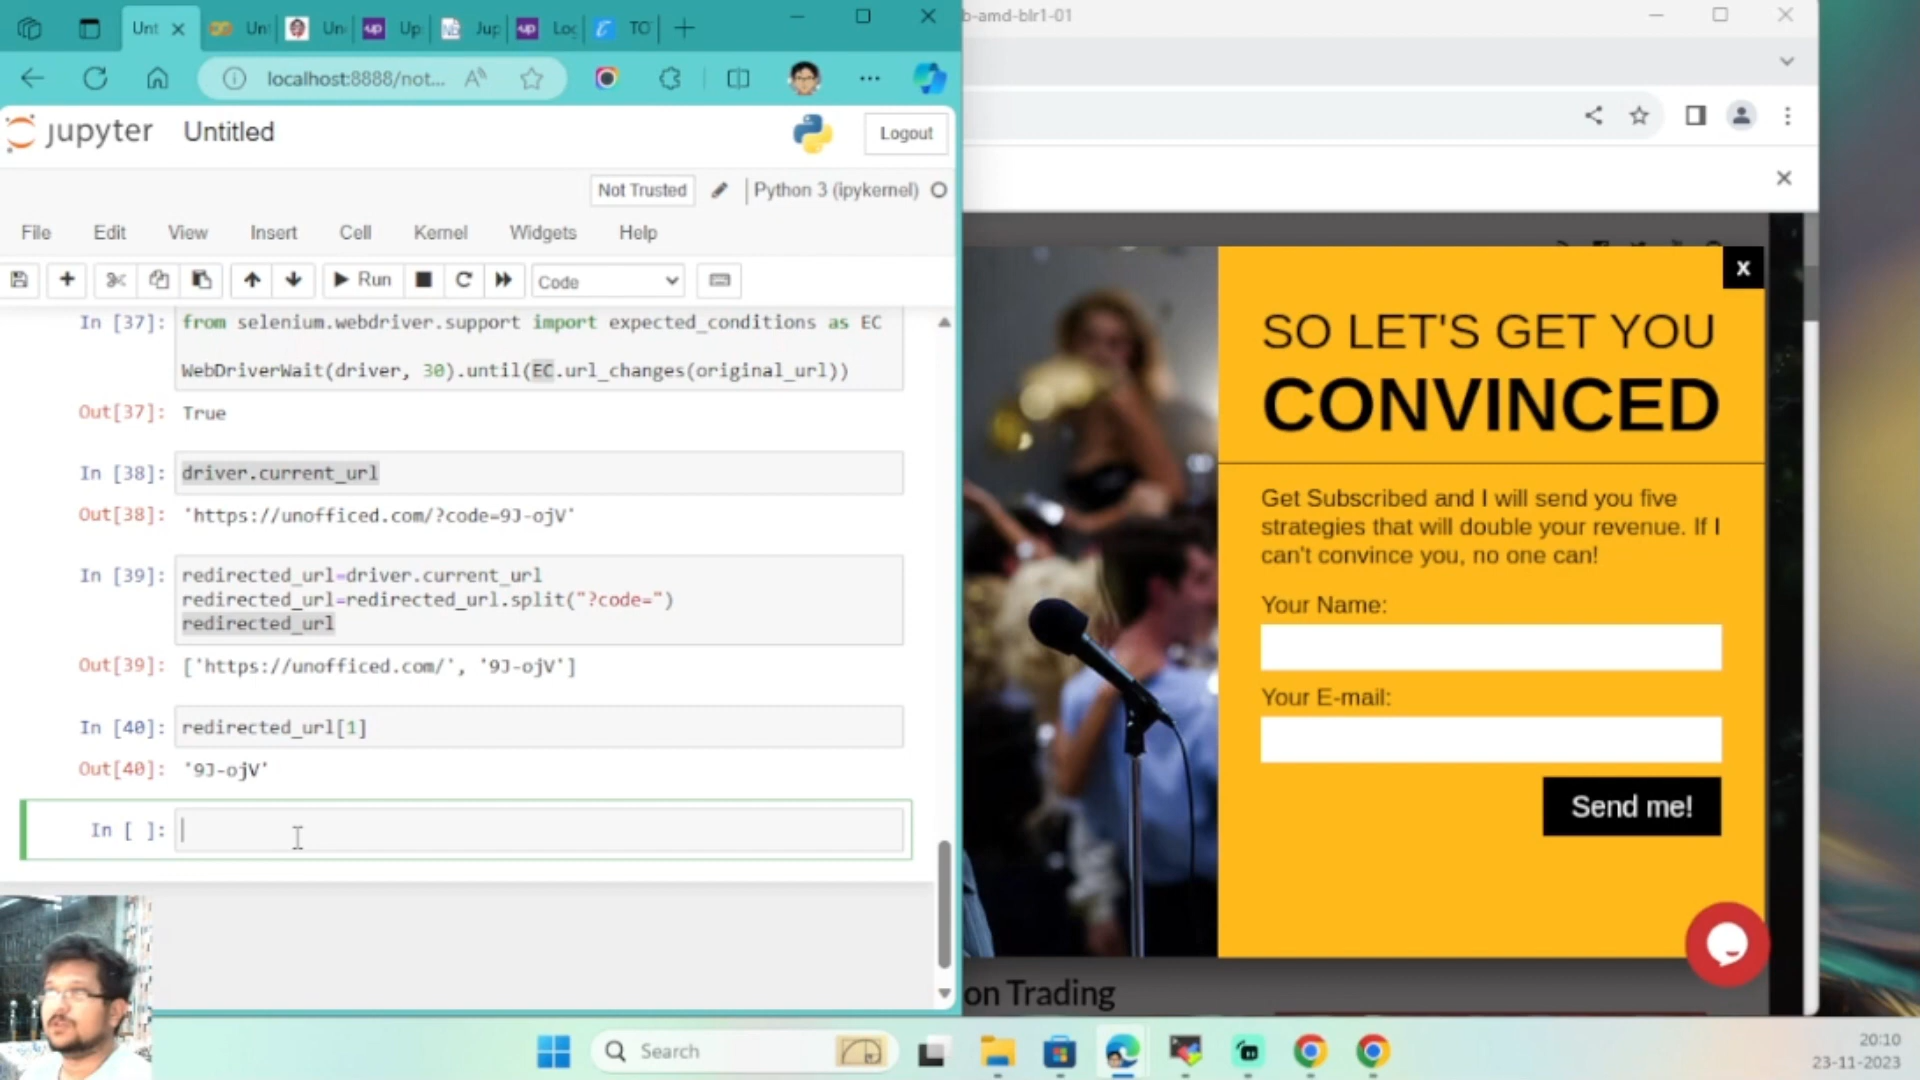 Unt
Un
Un
Up
Jup
Log
TO
b-amd-blr1-01
localhost:8888/not...
jupyter Untitled
Logout
Not Trusted
Python 3 (ipykernel)
File Edit View Insert Cell Kernel Widgets Help
Run
Code
In [37]: from selenium.webdriver.support import expected_conditions as EC
WebDriverWait(driver, 30).until(EC.url_changes(original_url))
Out[37]: True
In [38]: driver.current_url
Out[38]: 'https://unofficed.com/?code=9J-ojV'
In [39]: redirected_url=driver.current_url
redirected_url=redirected_url.split("?code=")
redirected_url
Out[39]: ['https://unofficed.com/', '9J-ojV']
In [40]: redirected_url[1]
Out[40]: '9J-ojV'
In [ ]:
x
SO LET'S GET YOU
CONVINCED
Get Subscribed and I will send you five
strategies that will double your revenue. If I
can't convince you, no one can!
Your Name:
Your E-mail:
Send me!
on Trading
Search
20:10
23-11-2023